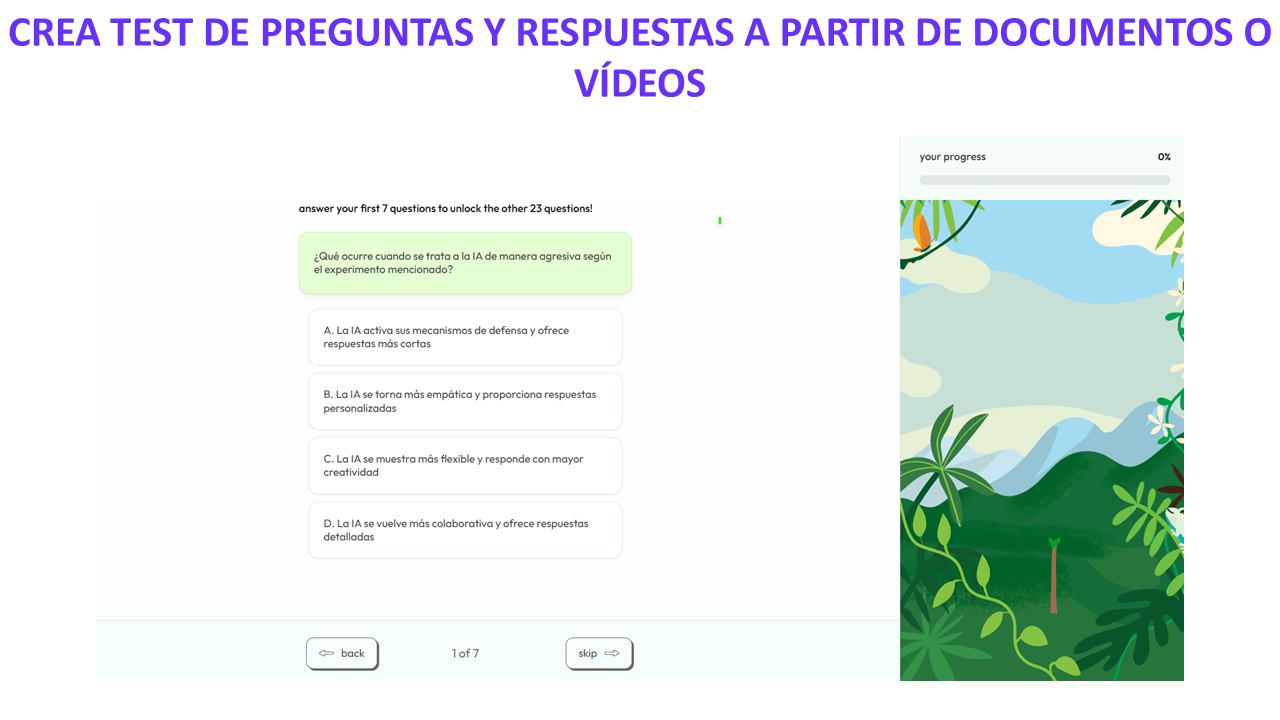 CREA TEST DE PREGUNTAS Y RESPUESTAS A PARTIR DE DOCUMENTOS O
VÍDEOS
your progress
0%
answer your first 7 questions to unlock the other 23 questions!
¿Qué ocurre cuando se trata a la IA de manera agresiva según
el experimento mencionado?
A. La IA activa sus mecanismos de defensa y ofrece
respuestas más cortas
B. La IA se torna más empática y proporciona respuestas
personalizadas
C. La IA se muestra más flexible y responde con mayor
creatividad
D. La IA se vuelve más colaborativa y ofrece respuestas
detalladas
back
1 of 7
skip